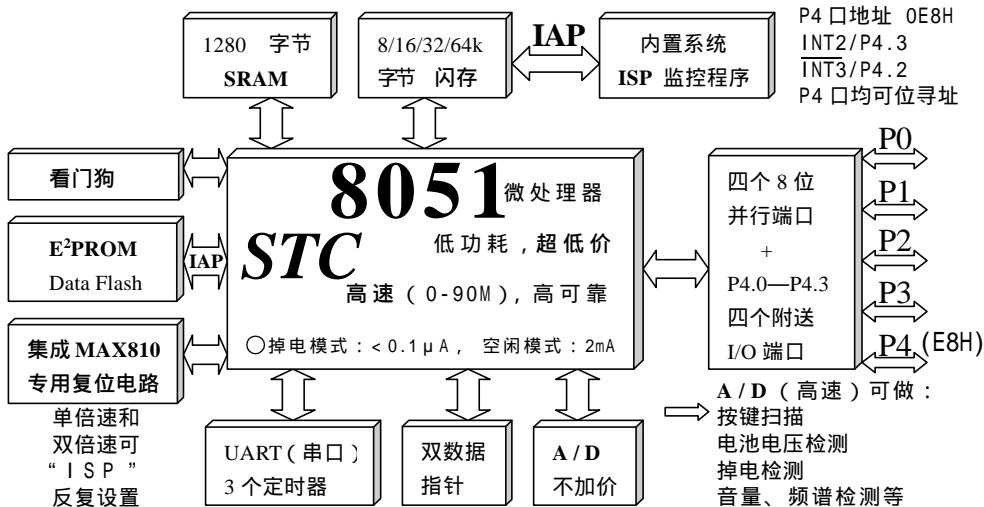 1280 字节
SRAM
8/16/32/64k
字节 闪存
IAP
内置系统
ISP 监控程序
P4 口地址 0E8H
INT2/P4.3
INT3/P4.2
P4 口均可位寻址
看门狗
E²PROM
Data Flash
IAP
集成 MAX810
专用复位电路
单倍速和
双倍速可
“ISP”
反复设置
8051 微处理器
STC
低功耗,超低价
高速(0-90M),高可靠
○掉电模式:<0.1μA, 空闲模式:2mA
四个 8 位
并行端口
+
P4.0—P4.3
四个附送
I/O 端口
P0
P1
P2
P3
P4 (E8H)
UART(串口)
3 个定时器
双数据
指针
A/D
不加价
A/D(高速)可做:
按键扫描
电池电压检测
掉电检测
音量、频谱检测等